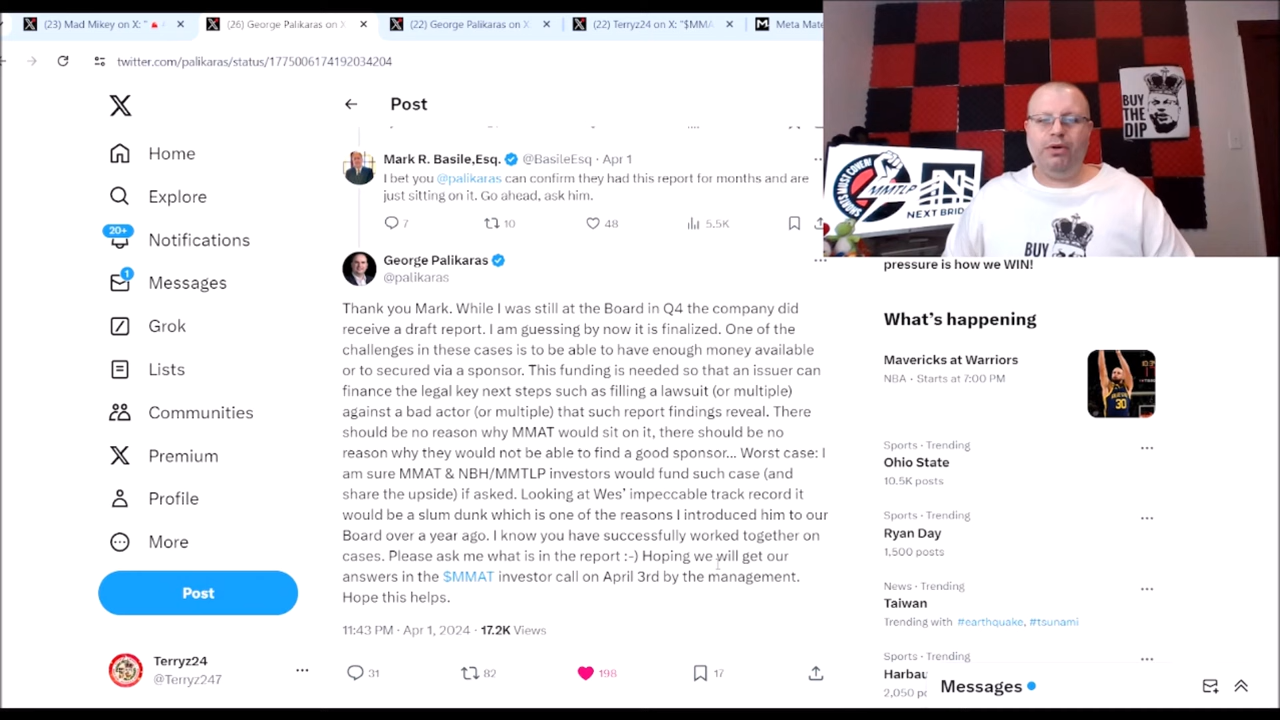 (23) Mad Mikey on X: "
(26) George Palikaras on X
(22) George Palikaras on X
(22) Terryz24 on X: "$MMA
Meta Mate
twitter.com/palikaras/status/1775006174192034204
Post
Home
Explore
20+
Notifications
1
Messages
Grok
Lists
Communities
Premium
Profile
More
Post
Terryz24
@Terryz247
Mark R. Basile,Esq. @BasileEsq · Apr 1
I bet you @palikaras can confirm they had this report for months and are
just sitting on it. Go ahead, ask him.
7 10 48 5.5K
George Palikaras
@palikaras
Thank you Mark. While I was still at the Board in Q4 the company did
receive a draft report. I am guessing by now it is finalized. One of the
challenges in these cases is to be able to have enough money available
or to secured via a sponsor. This funding is needed so that an issuer can
finance the legal key next steps such as filling a lawsuit (or multiple)
against a bad actor (or multiple) that such report findings reveal. There
should be no reason why MMAT would sit on it, there should be no
reason why they would not be able to find a good sponsor... Worst case: I
am sure MMAT & NBH/MMTLP investors would fund such case (and
share the upside) if asked. Looking at Wes' impeccable track record it
would be a slum dunk which is one of the reasons I introduced him to our
Board over a year ago. I know you have successfully worked together on
cases. Please ask me what is in the report :-) Hoping we will get our
answers in the $MMAT investor call on April 3rd by the management.
Hope this helps.
11:43 PM · Apr 1, 2024 · 17.2K Views
31 82 198 17
BUY
THE
DIP
SHORTS MUST COVER!
MMTLP
NEXT BRID
BUY
pressure is how we WIN!
What's happening
Mavericks at Warriors
NBA · Starts at 7:00 PM
30
Sports · Trending
Ohio State
10.5K posts
Sports · Trending
Ryan Day
1,500 posts
News · Trending
Taiwan
Trending with #earthquake, #tsunami
Sports · Trending
Harbau
2,050 po
Messages